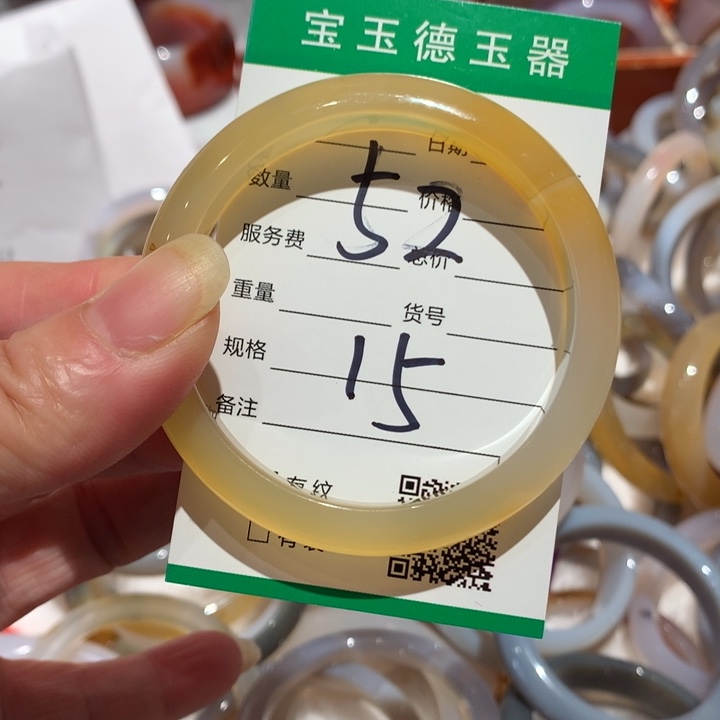 宝玉德玉器
日期
数量 价格
52
服务费 总价
重量 货号
规格
15
备注
有纹